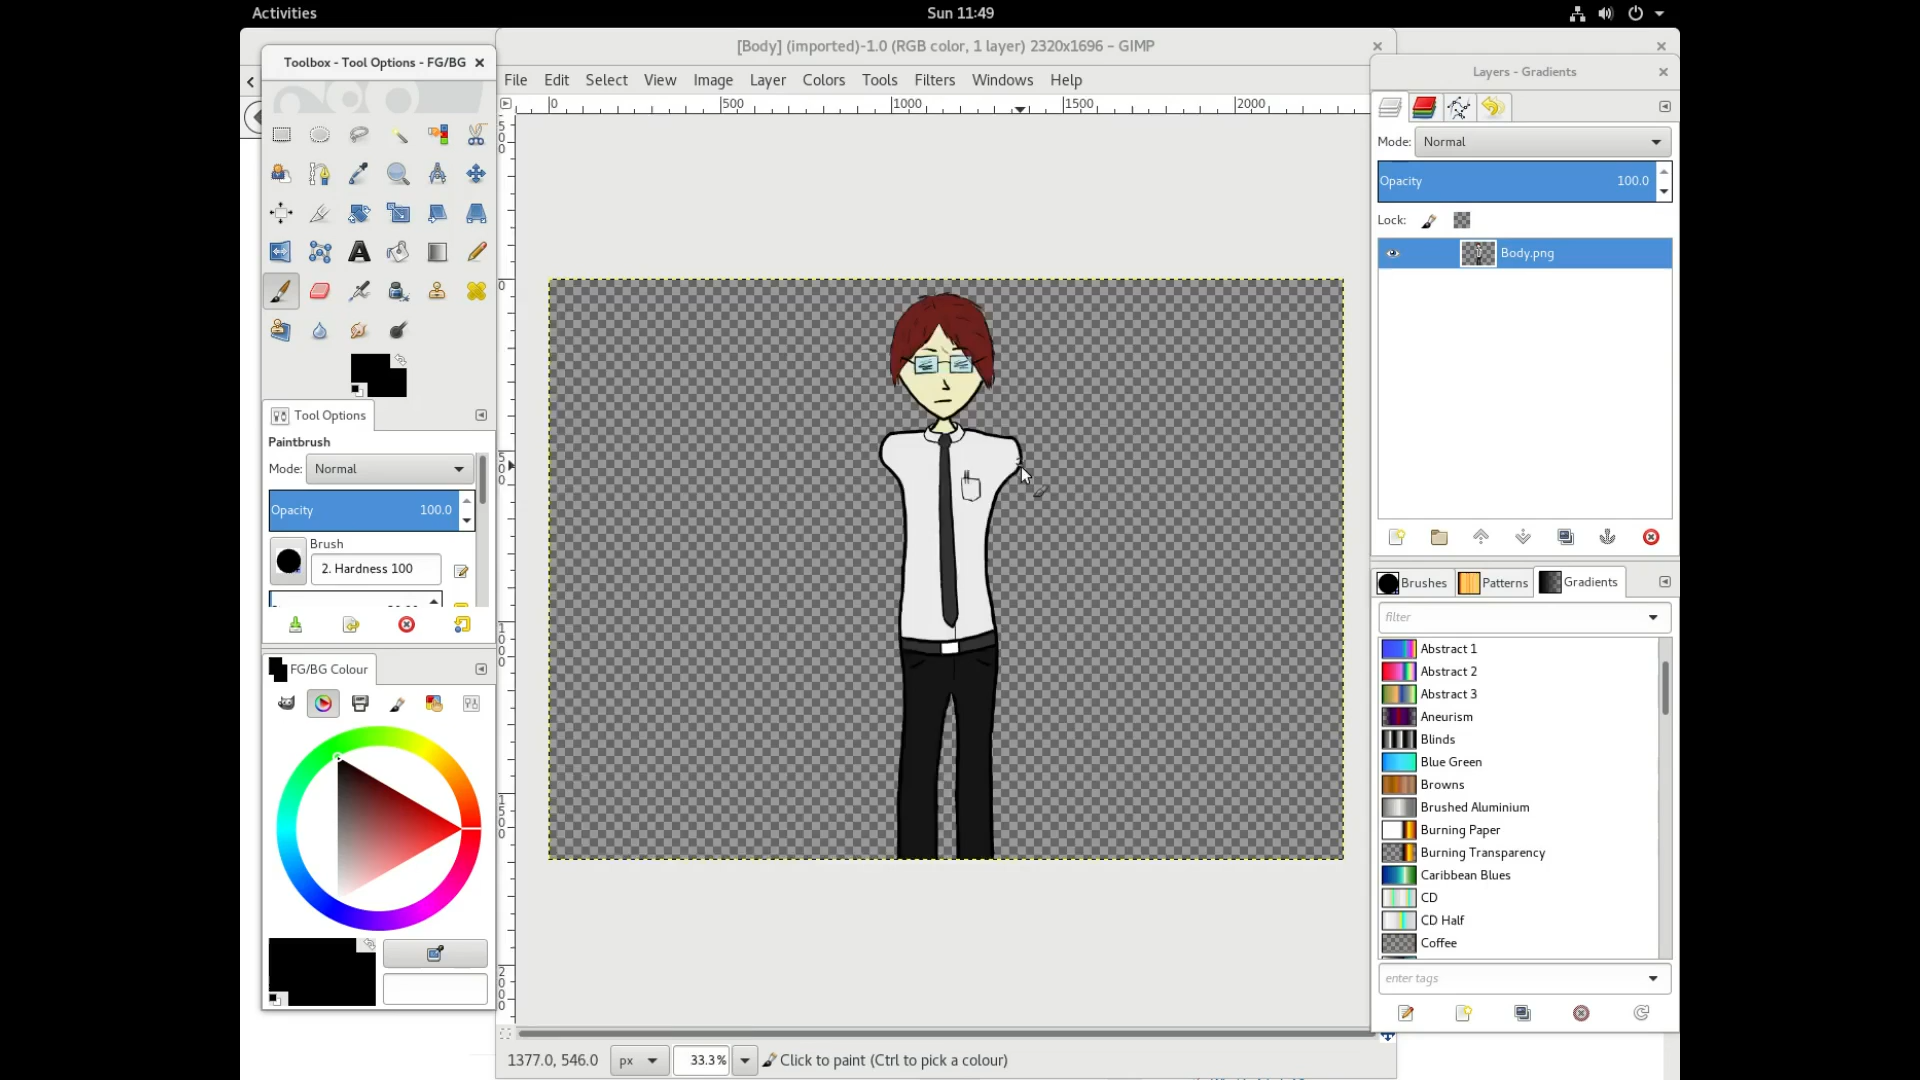 Activities
Sun 11:49
Toolbox - Tool Options - FG/BG
[Body] (imported)-1.0 (RGB color, 1 layer) 2320x1696 – GIMP
Layers - Gradients
File Edit Select View Image Layer Colors Tools Filters Windows Help
0 500 1000 1500 2000
Mode: Normal
Opacity 100.0
Lock:
Body.png
Tool Options
Paintbrush
Mode: Normal
Opacity 100.0
Brush
2. Hardness 100
FG/BG Colour
0
500
1000
1500
2000
Brushes Patterns Gradients
filter
Abstract 1
Abstract 2
Abstract 3
Aneurism
Blinds
Blue Green
Browns
Brushed Aluminium
Burning Paper
Burning Transparency
Caribbean Blues
CD
CD Half
Coffee
enter tags
1377.0, 546.0 px 33.3% Click to paint (Ctrl to pick a colour)